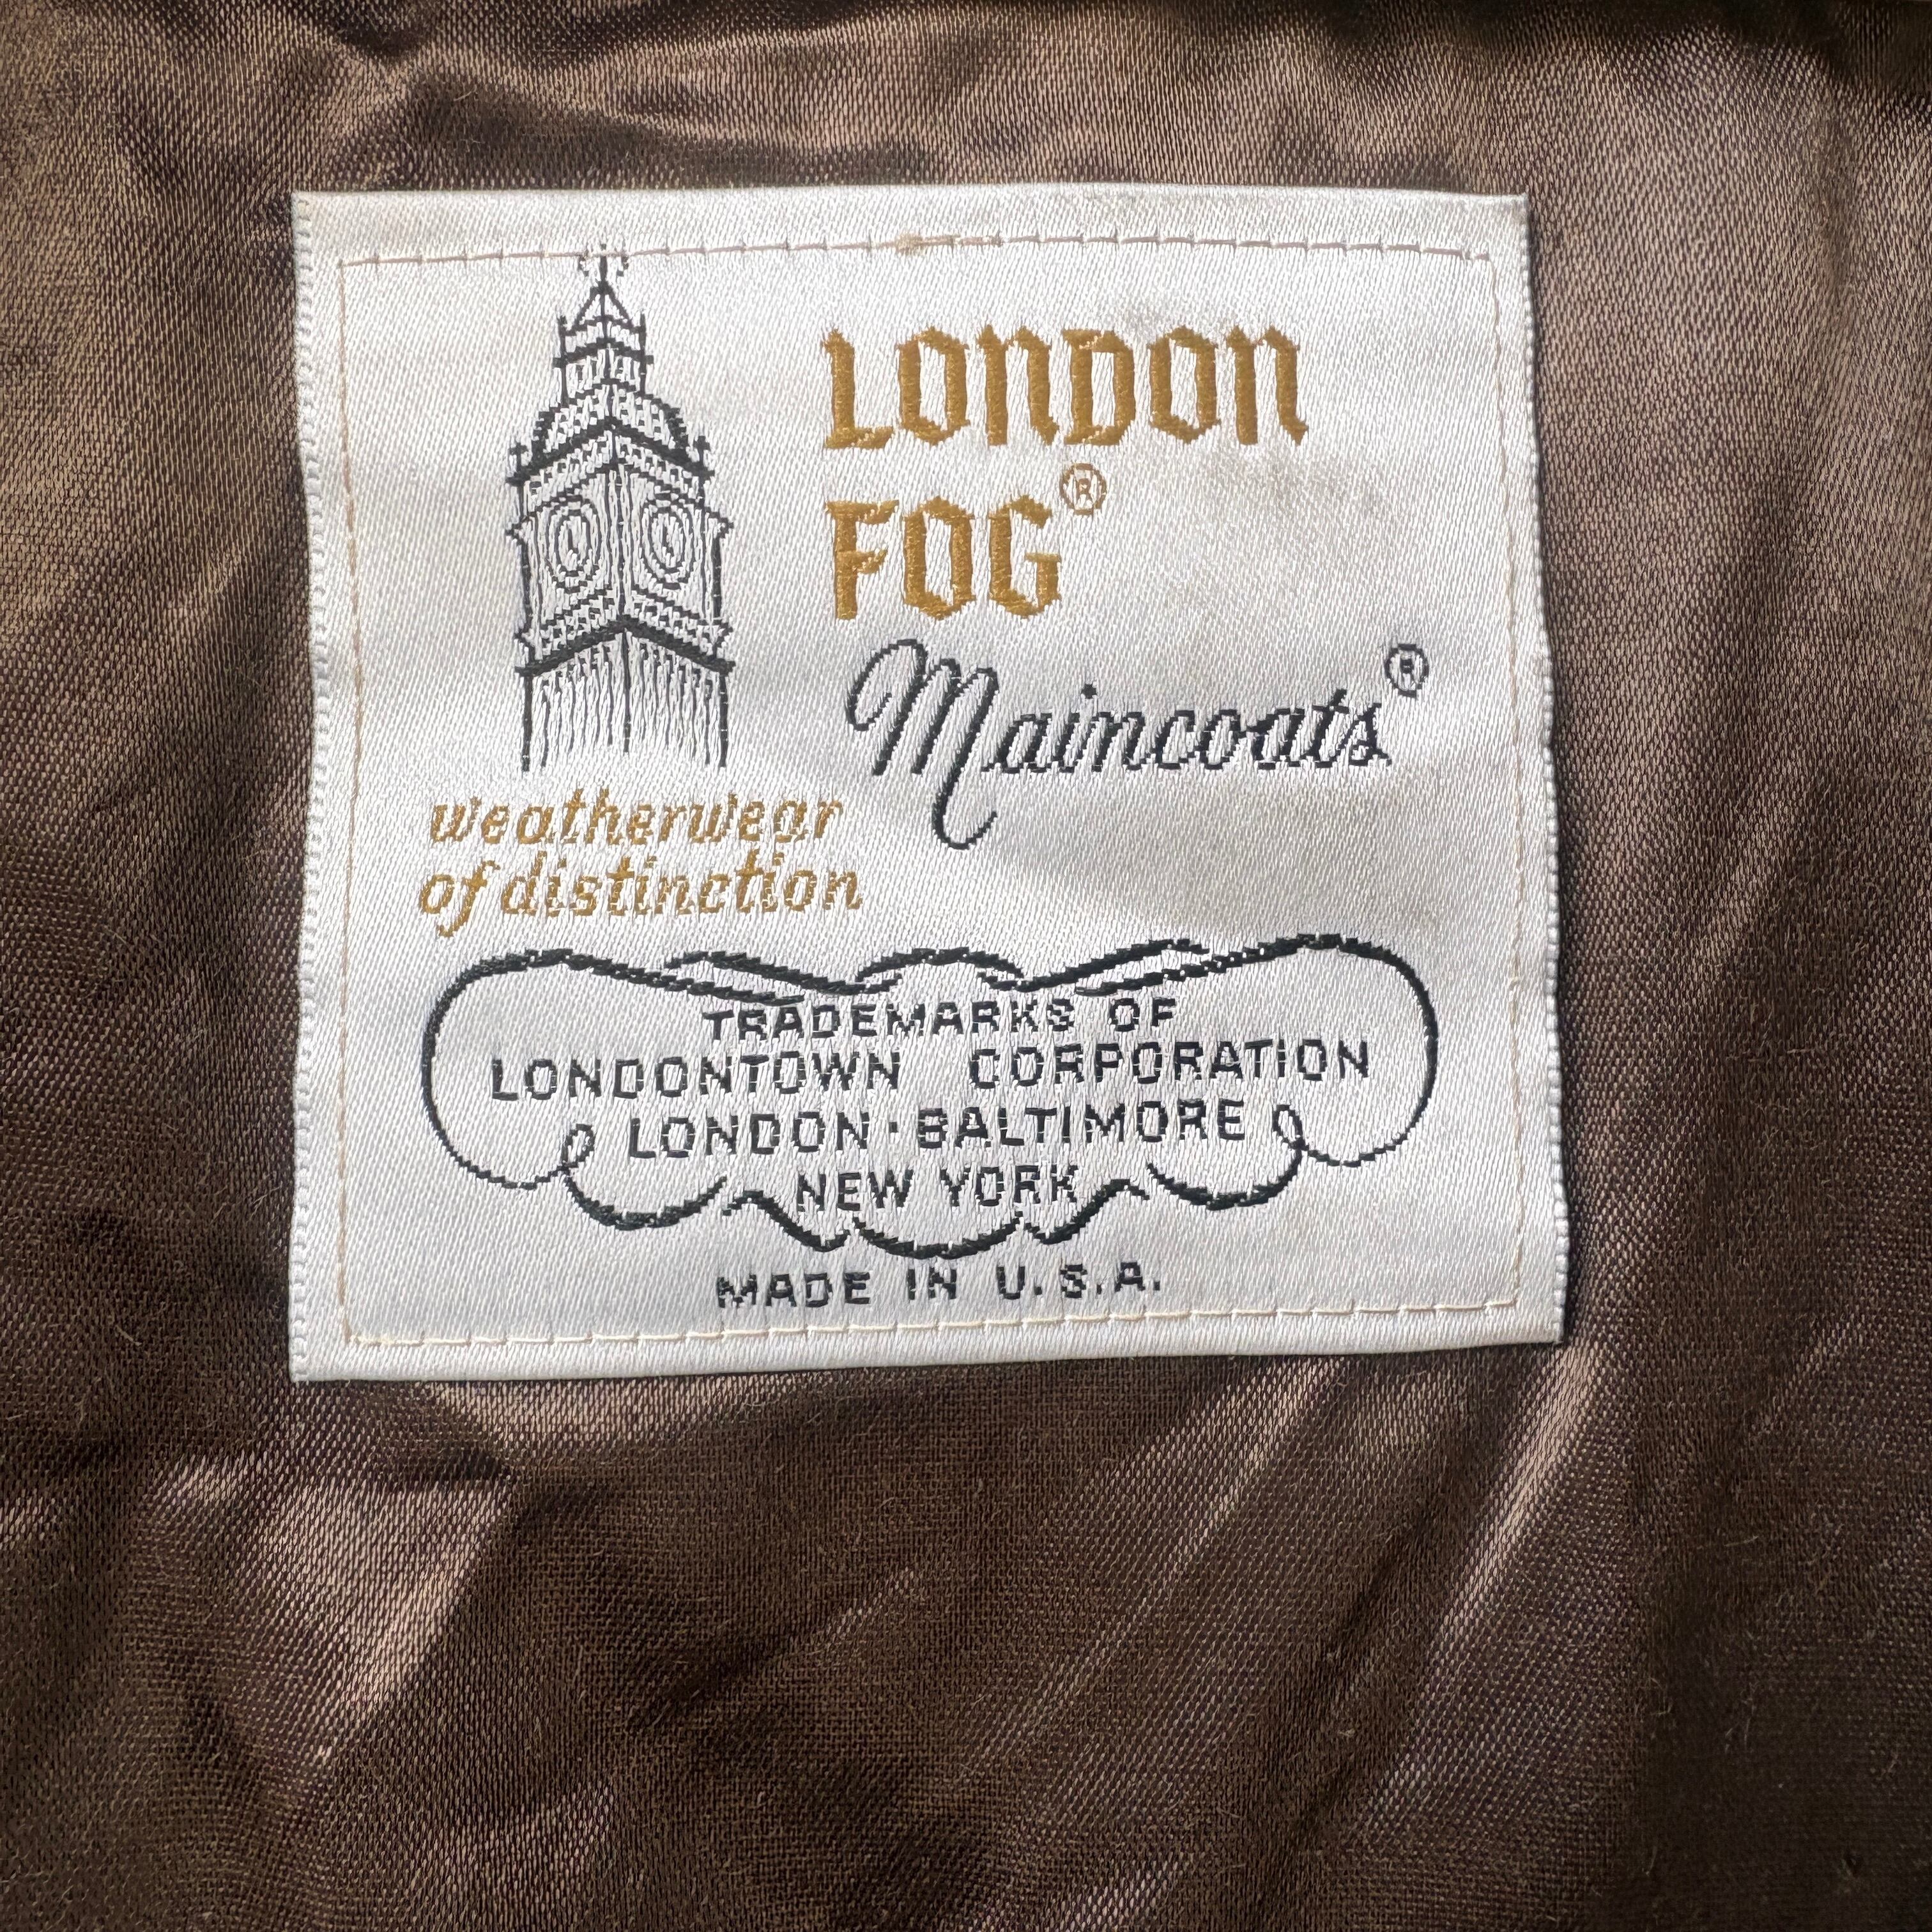 LONDON
FOG®
Maincoats®
weatherwear
of distinction
TRADEMARKS OF
LONDONTOWN CORPORATION
LONDON · BALTIMORE
NEW YORK
MADE IN U.S.A.